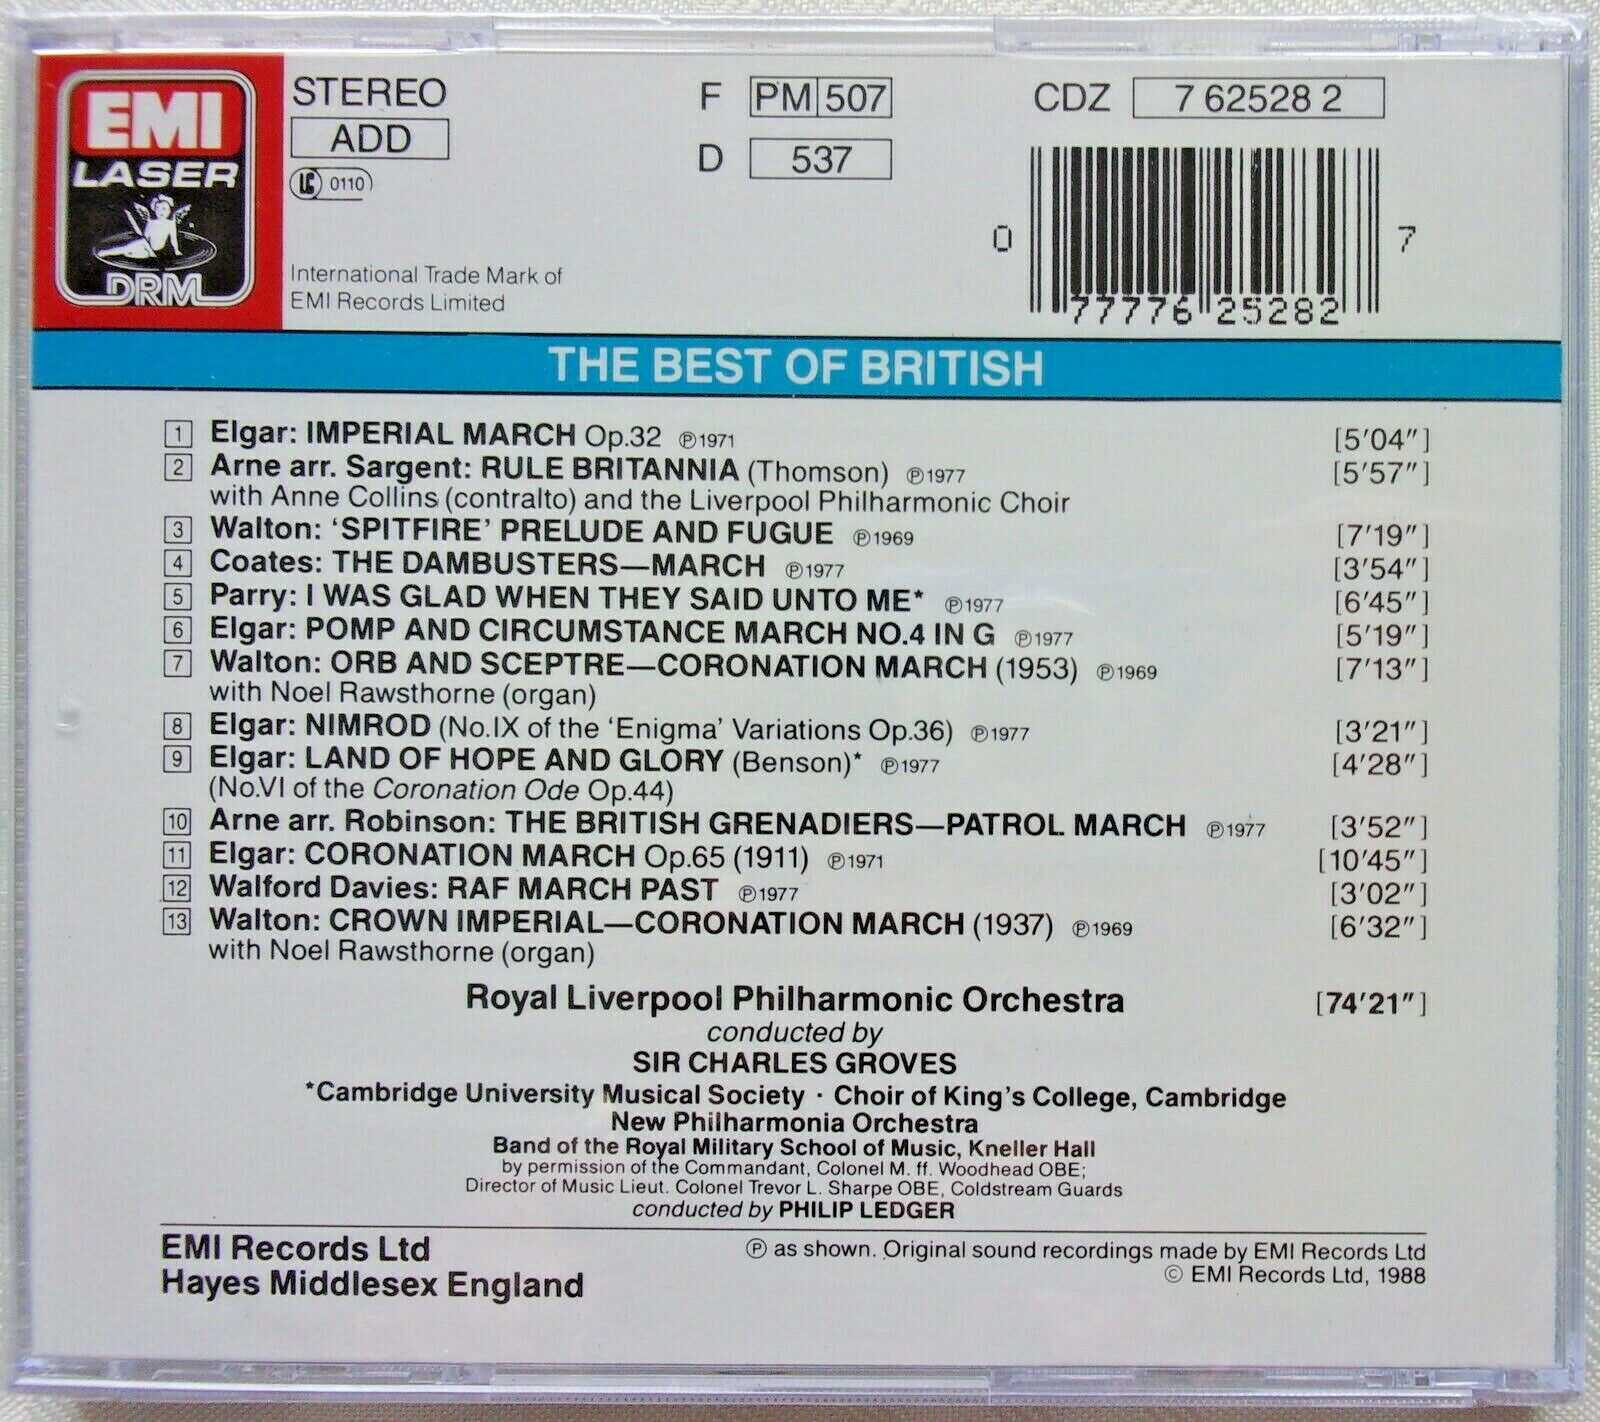 EMI
LASER
DRM
STEREO
ADD
LC 0110
International Trade Mark of
EMI Records Limited
F PM 507
D 537
CDZ 7 62528 2
0 77777 6 25282 7
THE BEST OF BRITISH
1 Elgar: IMPERIAL MARCH Op.32 ℗1971 [5'04"]
2 Arne arr. Sargent: RULE BRITANNIA (Thomson) ℗1977 [5'57"]
with Anne Collins (contralto) and the Liverpool Philharmonic Choir
3 Walton: 'SPITFIRE' PRELUDE AND FUGUE ℗1969 [7'19"]
4 Coates: THE DAMBUSTERS—MARCH ℗1977 [3'54"]
5 Parry: I WAS GLAD WHEN THEY SAID UNTO ME* ℗1977 [6'45"]
6 Elgar: POMP AND CIRCUMSTANCE MARCH NO.4 IN G ℗1977 [5'19"]
7 Walton: ORB AND SCEPTRE—CORONATION MARCH (1953) ℗1969 [7'13"]
with Noel Rawsthorne (organ)
8 Elgar: NIMROD (No.IX of the 'Enigma' Variations Op.36) ℗1977 [3'21"]
9 Elgar: LAND OF HOPE AND GLORY (Benson)* ℗1977 [4'28"]
(No.VI of the Coronation Ode Op.44)
10 Arne arr. Robinson: THE BRITISH GRENADIERS—PATROL MARCH ℗1977 [3'52"]
11 Elgar: CORONATION MARCH Op.65 (1911) ℗1971 [10'45"]
12 Walford Davies: RAF MARCH PAST ℗1977 [3'02"]
13 Walton: CROWN IMPERIAL—CORONATION MARCH (1937) ℗1969 [6'32"]
with Noel Rawsthorne (organ)
Royal Liverpool Philharmonic Orchestra [74'21"]
conducted by
SIR CHARLES GROVES
*Cambridge University Musical Society · Choir of King's College, Cambridge
New Philharmonia Orchestra
Band of the Royal Military School of Music, Kneller Hall
by permission of the Commandant, Colonel M. ff. Woodhead OBE;
Director of Music Lieut. Colonel Trevor L. Sharpe OBE, Coldstream Guards
conducted by PHILIP LEDGER
EMI Records Ltd
Hayes Middlesex England
℗ as shown. Original sound recordings made by EMI Records Ltd
© EMI Records Ltd, 1988